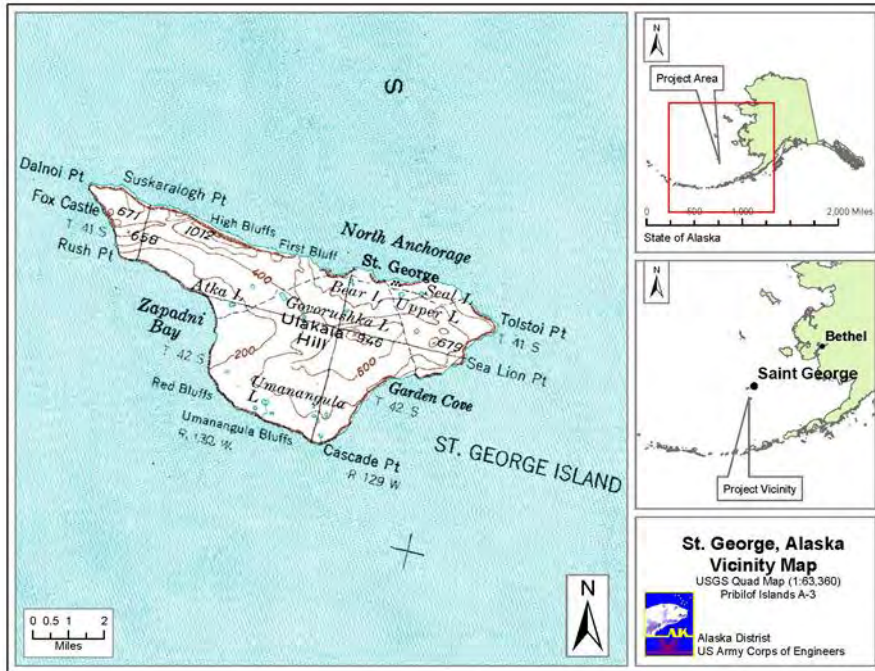 S
Dalnoi Pt
Suskaralogh Pt
Fox Castle
671
T. 41 S
658
1012
High Bluffs
First Bluff
North Anchorage
St. George
Rush Pt
400
Atka L
Bear L
Seal L
Upper L
Govorushka L
Tolstoi Pt
T. 41 S
Zapadni
Bay
Ulakaia
Hill
946
679
Sea Lion Pt
T 42 S
200
500
Garden Cove
T 42 S
Red Bluffs
Umanangula
L
Umanangula Bluffs
R. 130 W.
Cascade Pt
R 129 W
ST. GEORGE ISLAND
0 0.5 1 2
Miles
N
N
Project Area
0 500 1,000 2,000 Miles
State of Alaska
N
Bethel
Saint George
Project Vicinity
St. George, Alaska
Vicinity Map
USGS Quad Map (1:63,360)
Pribilof Islands A-3
AK
Alaska District
US Army Corps of Engineers